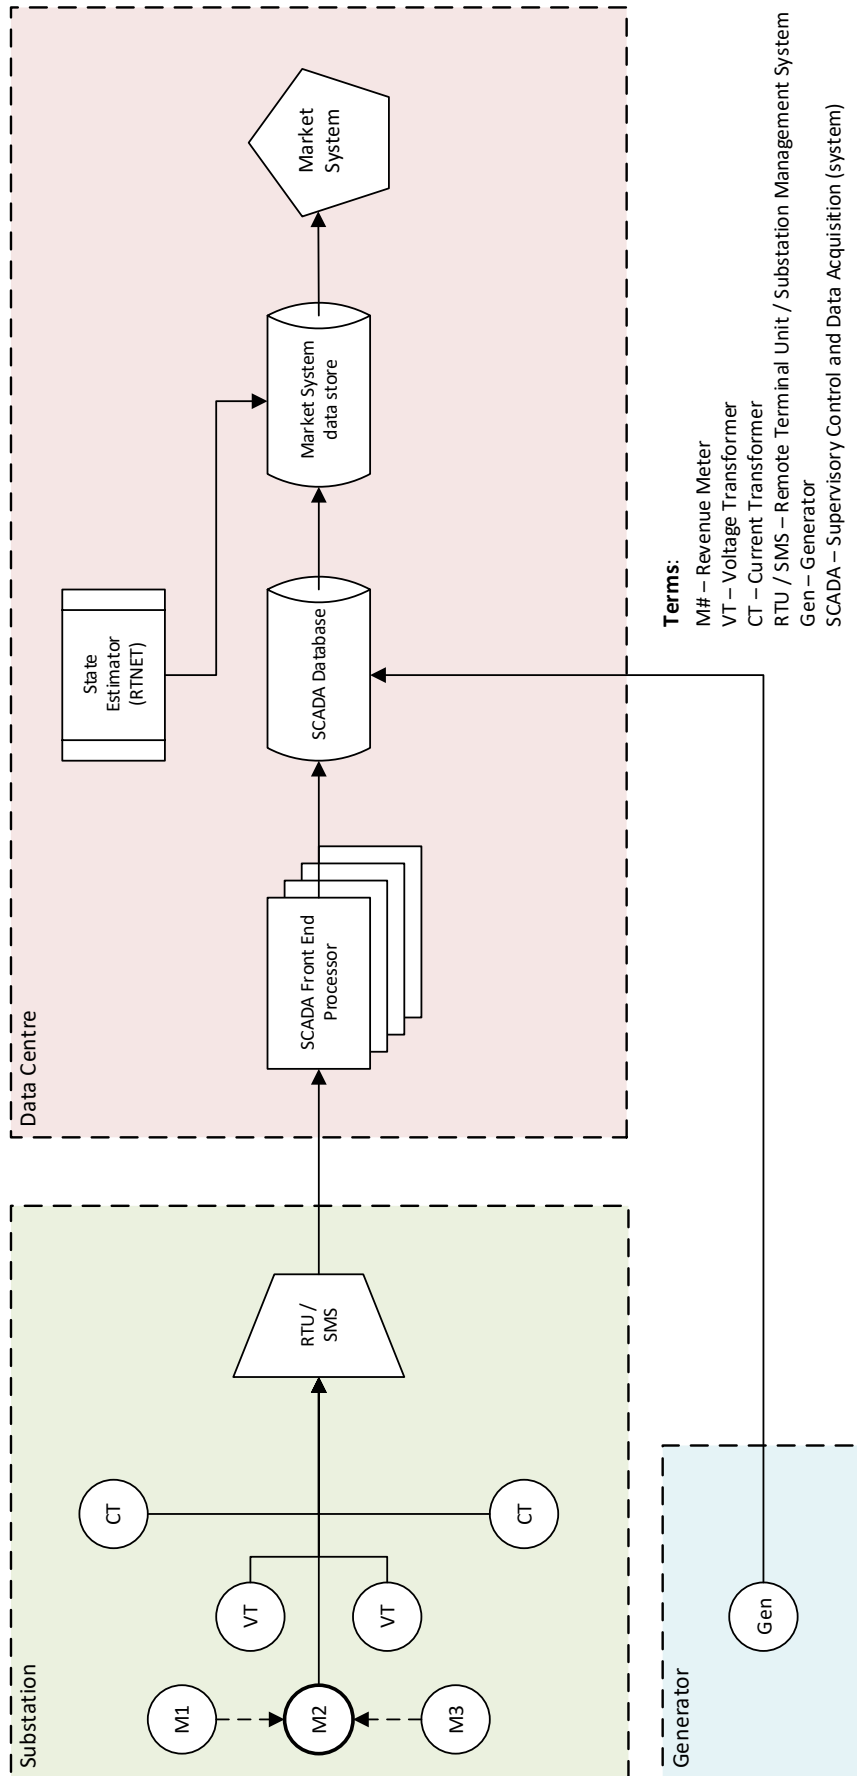 Substation
M1
M2
M3
VT
VT
CT
CT
RTU /
SMS
Data Centre
SCADA Front End
Processor
State
Estimator
(RTNET)
SCADA Database
Market System
data store
Market
System
Generator
Gen
Terms:
M# – Revenue Meter
VT – Voltage Transformer
CT – Current Transformer
RTU / SMS – Remote Terminal Unit / Substation Management System
Gen – Generator
SCADA – Supervisory Control and Data Acquisition (system)